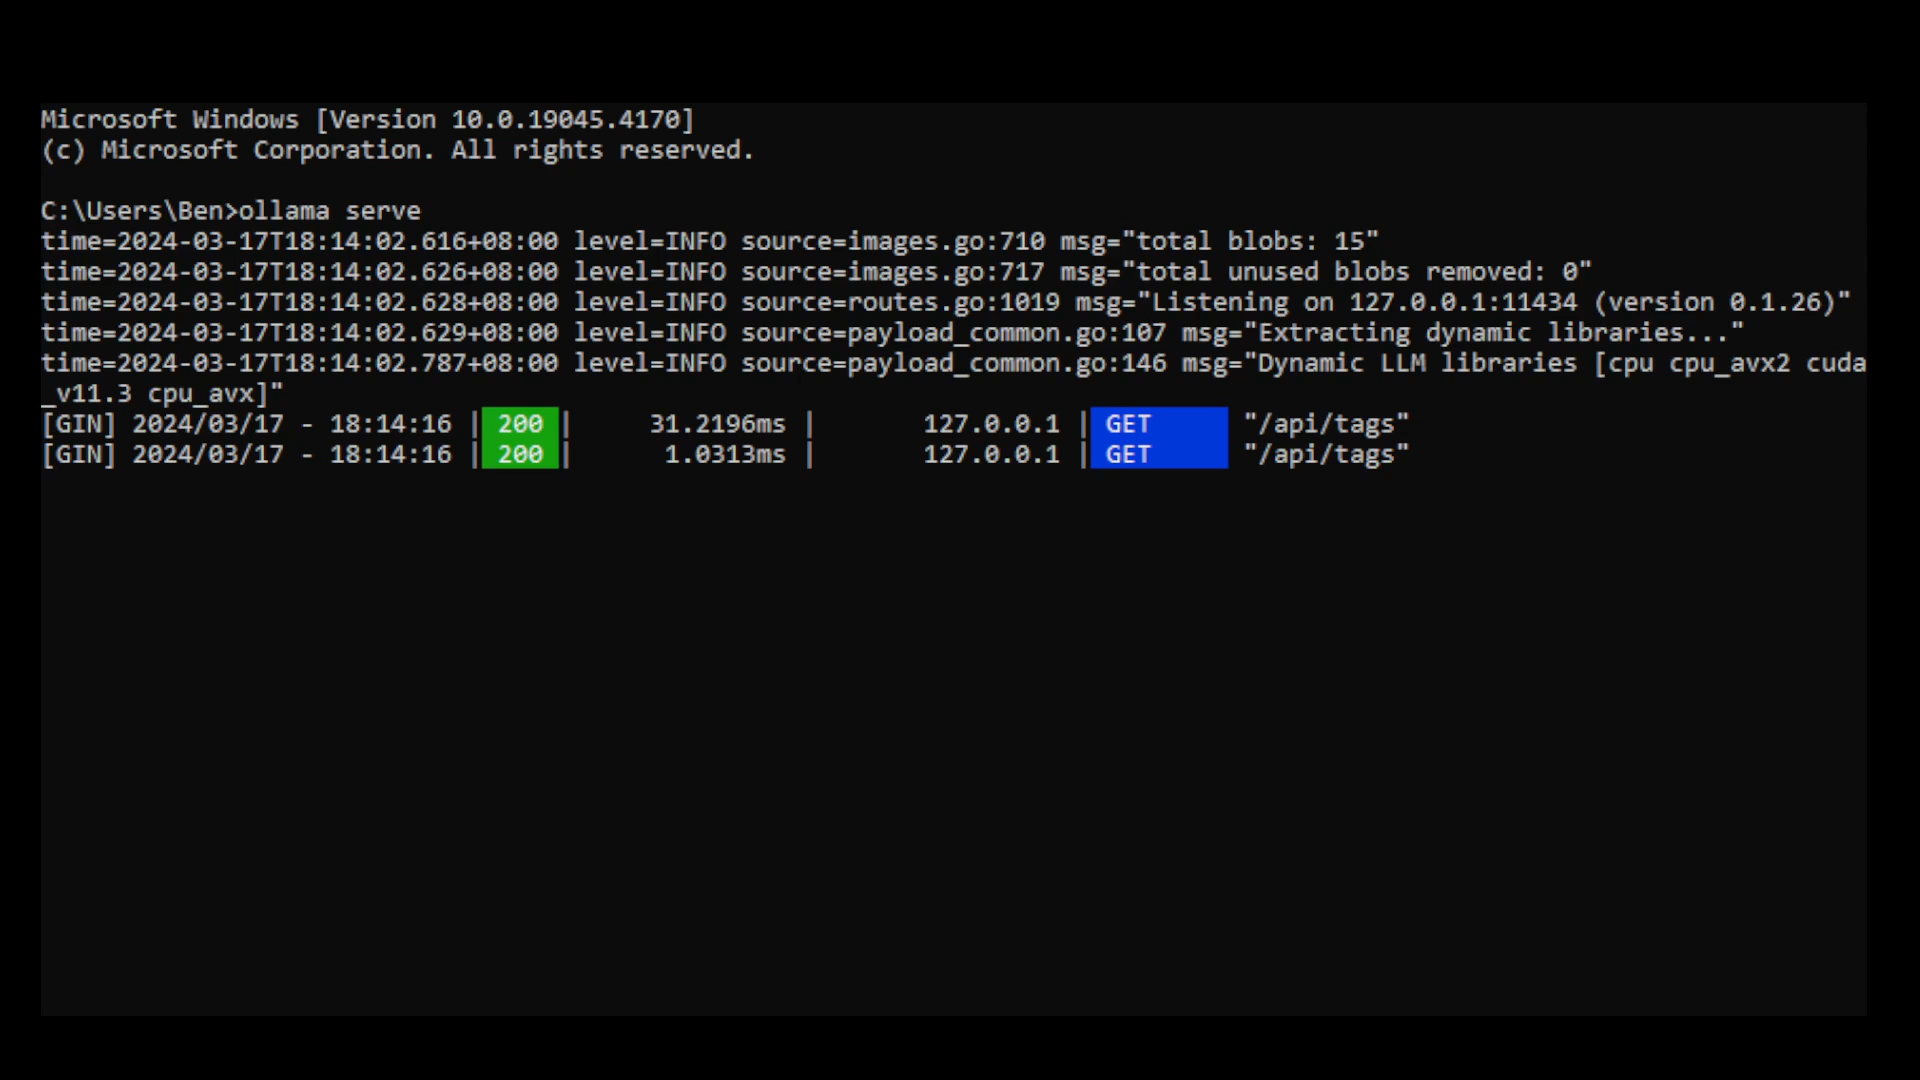 Microsoft Windows [Version 10.0.19045.4170]
(c) Microsoft Corporation. All rights reserved.
C:\Users\Ben>ollama serve
time=2024-03-17T18:14:02.616+08:00 level=INFO source=images.go:710 msg="total blobs: 15"
time=2024-03-17T18:14:02.626+08:00 level=INFO source=images.go:717 msg="total unused blobs removed: 0"
time=2024-03-17T18:14:02.628+08:00 level=INFO source=routes.go:1019 msg="Listening on 127.0.0.1:11434 (version 0.1.26)"
time=2024-03-17T18:14:02.629+08:00 level=INFO source=payload_common.go:107 msg="Extracting dynamic libraries..."
time=2024-03-17T18:14:02.787+08:00 level=INFO source=payload_common.go:146 msg="Dynamic LLM libraries [cpu cpu_avx2 cuda
_v11.3 cpu_avx]"
[GIN] 2024/03/17 - 18:14:16 | 200 |     31.2196ms |       127.0.0.1 | GET      "/api/tags"
[GIN] 2024/03/17 - 18:14:16 | 200 |      1.0313ms |       127.0.0.1 | GET      "/api/tags"